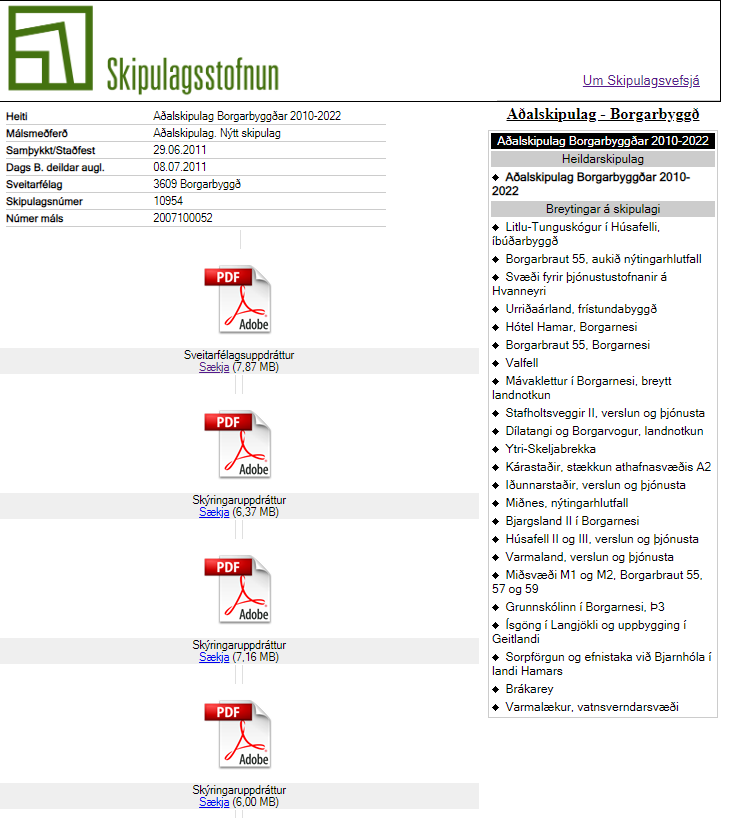 Skipulagsstofnun
Um Skipulagsvefsjá
Heiti Aðalskipulag Borgarbyggðar 2010-2022
Málsmeðferð Aðalskipulag. Nýtt skipulag
Samþykkt/Staðfest 29.06.2011
Dags B. deildar augl. 08.07.2011
Sveitarfélag 3609 Borgarbyggð
Skipulagsnúmer 10954
Númer máls 2007100052
PDF
Adobe
Sveitarfélagsuppdráttur
Sækja (7,87 MB)
PDF
Adobe
Skýringaruppdráttur
Sækja (6,37 MB)
PDF
Adobe
Skýringaruppdráttur
Sækja (7,16 MB)
PDF
Adobe
Skýringaruppdráttur
Sækja (6,00 MB)
Aðalskipulag - Borgarbyggð
Aðalskipulag Borgarbyggðar 2010-2022
Heildarskipulag
Aðalskipulag Borgarbyggðar 2010-
2022
Breytingar á skipulagi
Litlu-Tunguskógur í Húsafelli,
íbúðarbyggð
Borgarbraut 55, aukið nýtingarhlutfall
Svæði fyrir þjónustustofnanir á
Hvanneyri
Urriðaárland, frístundabyggð
Hótel Hamar, Borgarnesi
Borgarbraut 55, Borgarnesi
Valfell
Mávaklettur í Borgarnesi, breytt
landnotkun
Stafholtsveggir II, verslun og þjónusta
Dílatangi og Borgarvogur, landnotkun
Ytri-Skeljabrekka
Kárastaðir, stækkun athafnasvæðis A2
Iðunnarstaðir, verslun og þjónusta
Miðnes, nýtingarhlutfall
Bjargsland II í Borgarnesi
Húsafell II og III, verslun og þjónusta
Varmaland, verslun og þjónusta
Miðsvæði M1 og M2, Borgarbraut 55,
57 og 59
Grunnskólinn í Borgarnesi, Þ3
Ísgöng í Langjökli og uppbygging í
Geitlandi
Sorpförgun og efnistaka við Bjarnhóla í
landi Hamars
Brákarey
Varmalækur, vatnsverndarsvæði